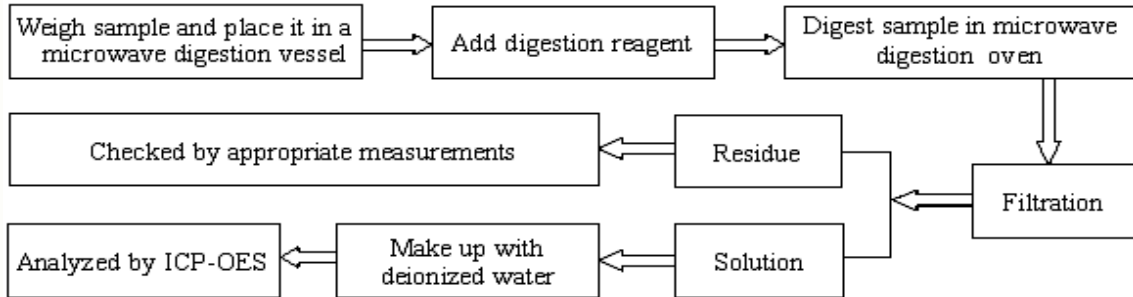 Weigh sample and place it in a
microwave digestion vessel
Add digestion reagent
Digest sample in microwave
digestion oven
Checked by appropriate measurements
Residue
Filtration
Analyzed by ICP-OES
Make up with
deionized water
Solution